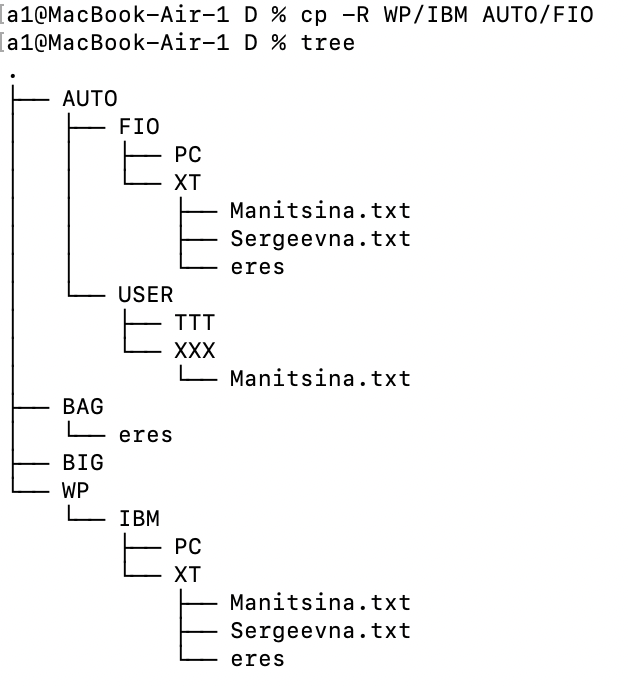 [a1@MacBook-Air-1 D % cp -R WP/IBM AUTO/FIO
[a1@MacBook-Air-1 D % tree
.
├── AUTO
│   ├── FIO
│   │   ├── PC
│   │   └── XT
│   │       ├── Manitsina.txt
│   │       ├── Sergeevna.txt
│   │       └── eres
│   └── USER
│       ├── TTT
│       └── XXX
│           └── Manitsina.txt
├── BAG
│   └── eres
├── BIG
└── WP
    └── IBM
        ├── PC
        └── XT
            ├── Manitsina.txt
            ├── Sergeevna.txt
            └── eres